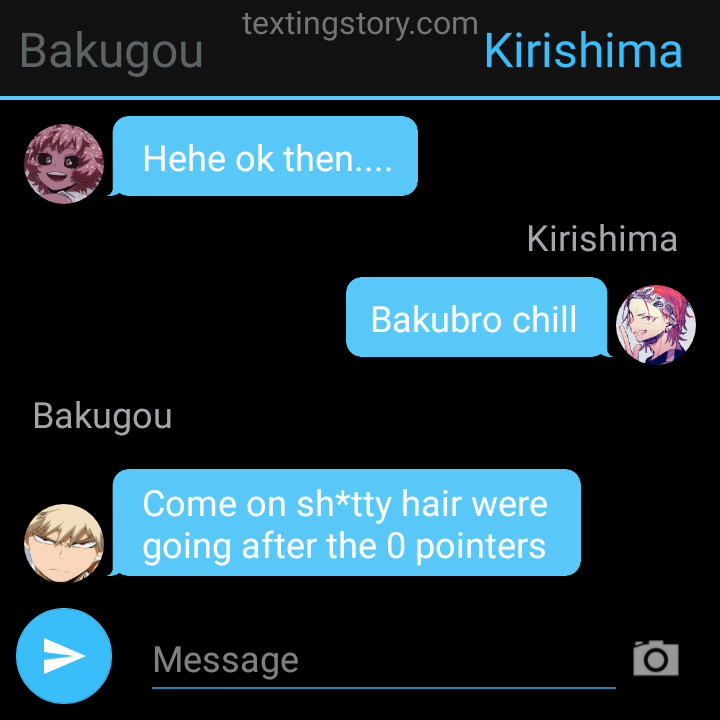 textingstory.com
Bakugou
Kirishima
Hehe ok then....
Kirishima
Bakubro chill
Bakugou
Come on sh*tty hair were
going after the 0 pointers
Message